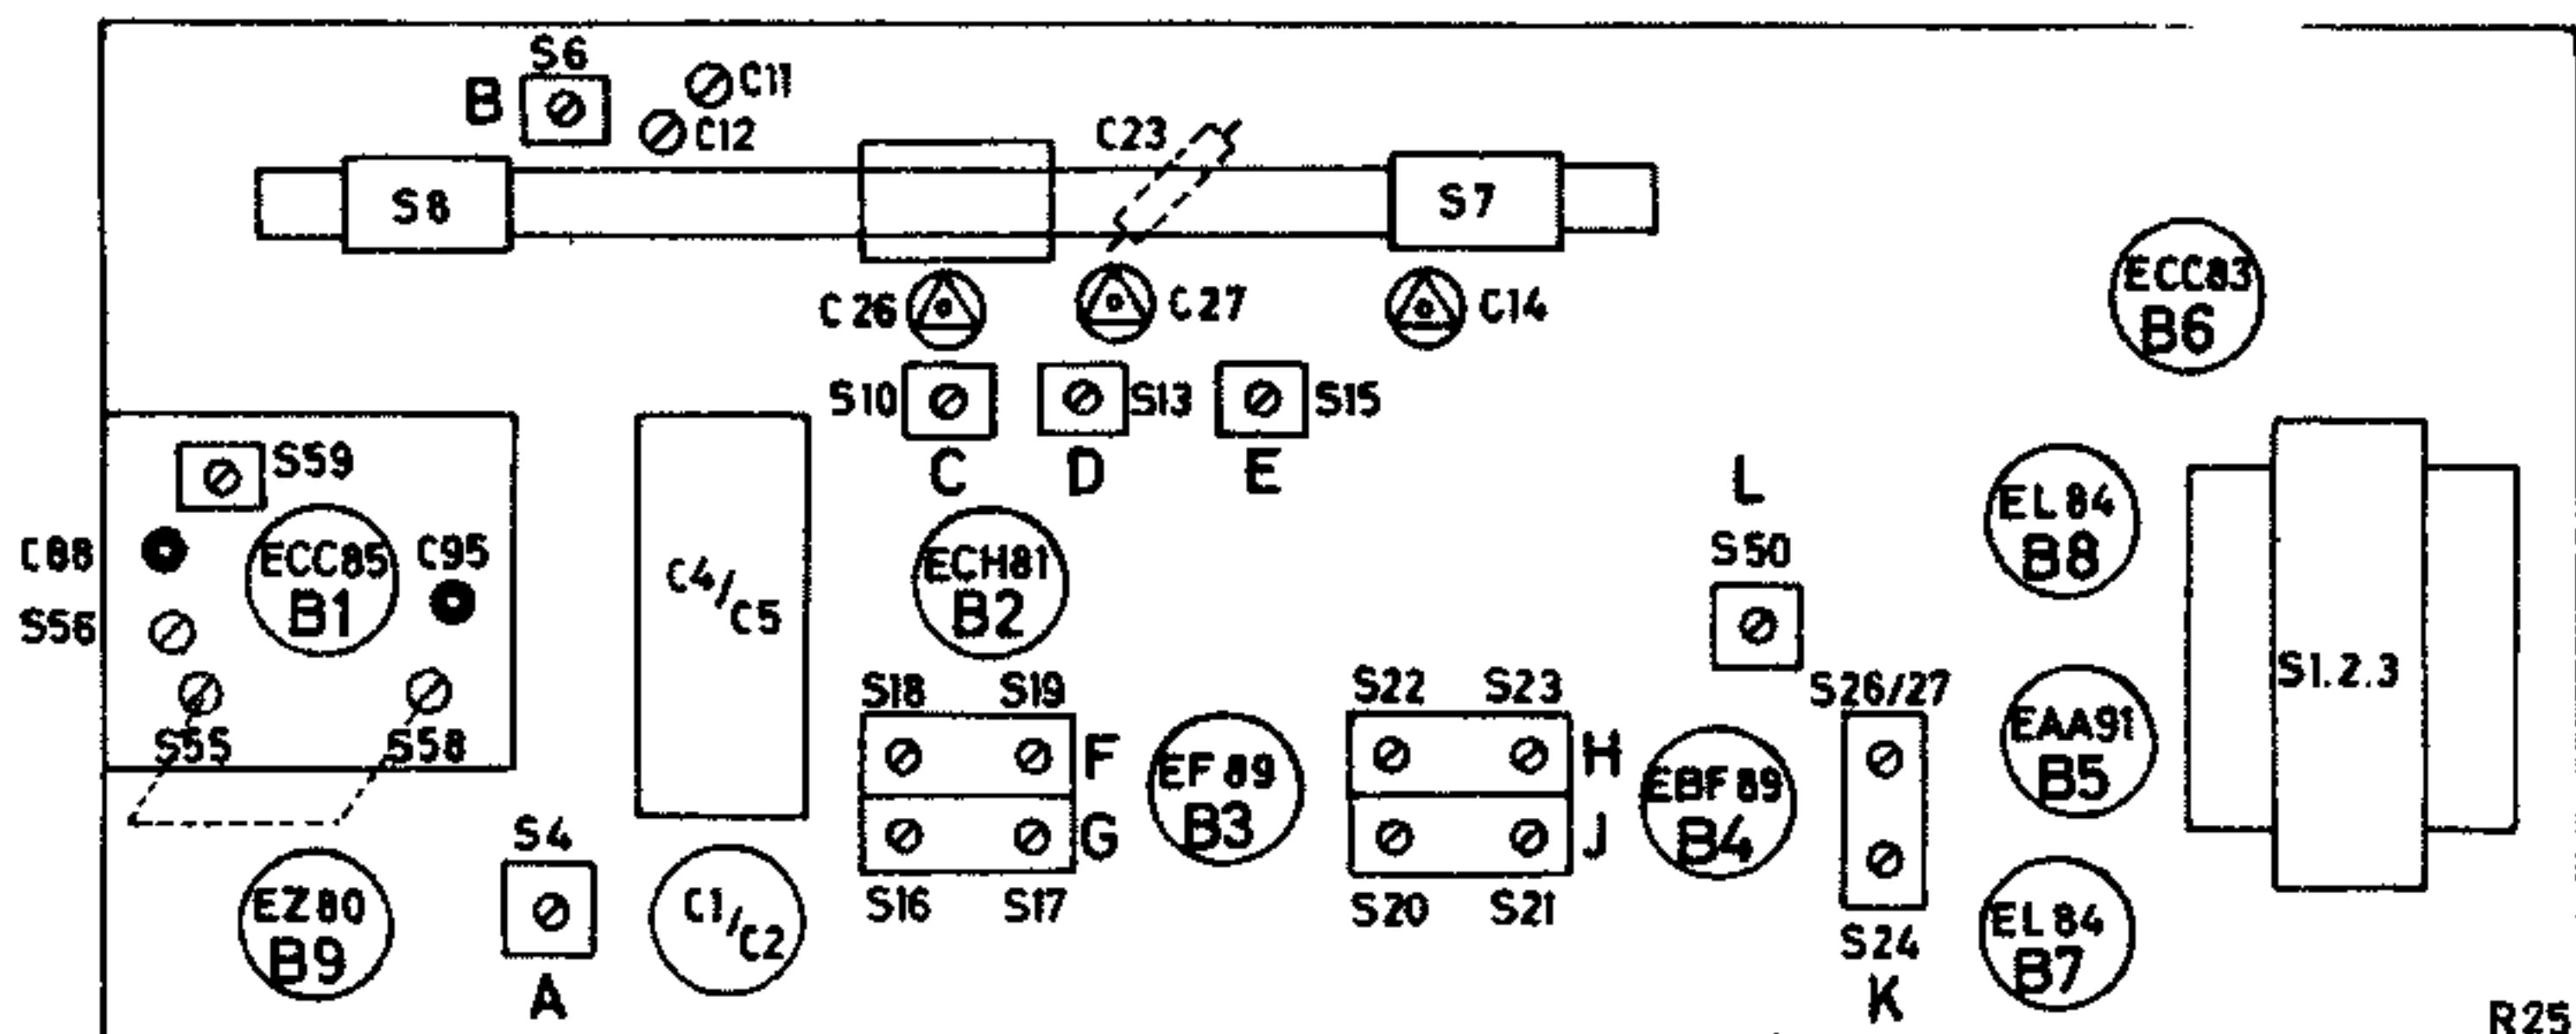 S6
B
C11
C12
C23
S8
S7
C26
C27
C14
ECC83
B6
S10
S13
S15
C
D
E
S59
L
EL84
B8
C88
ECC85
B1
C95
C4/C5
ECH81
B2
S50
S56
S55
S58
S18
S19
F
S22
S23
H
S26/27
S1.2.3
EAA91
B5
EF89
B3
EBF89
B4
G
J
S4
S16
S17
S20
S21
EZ80
B9
C1/C2
S24
EL84
B7
A
K
R25